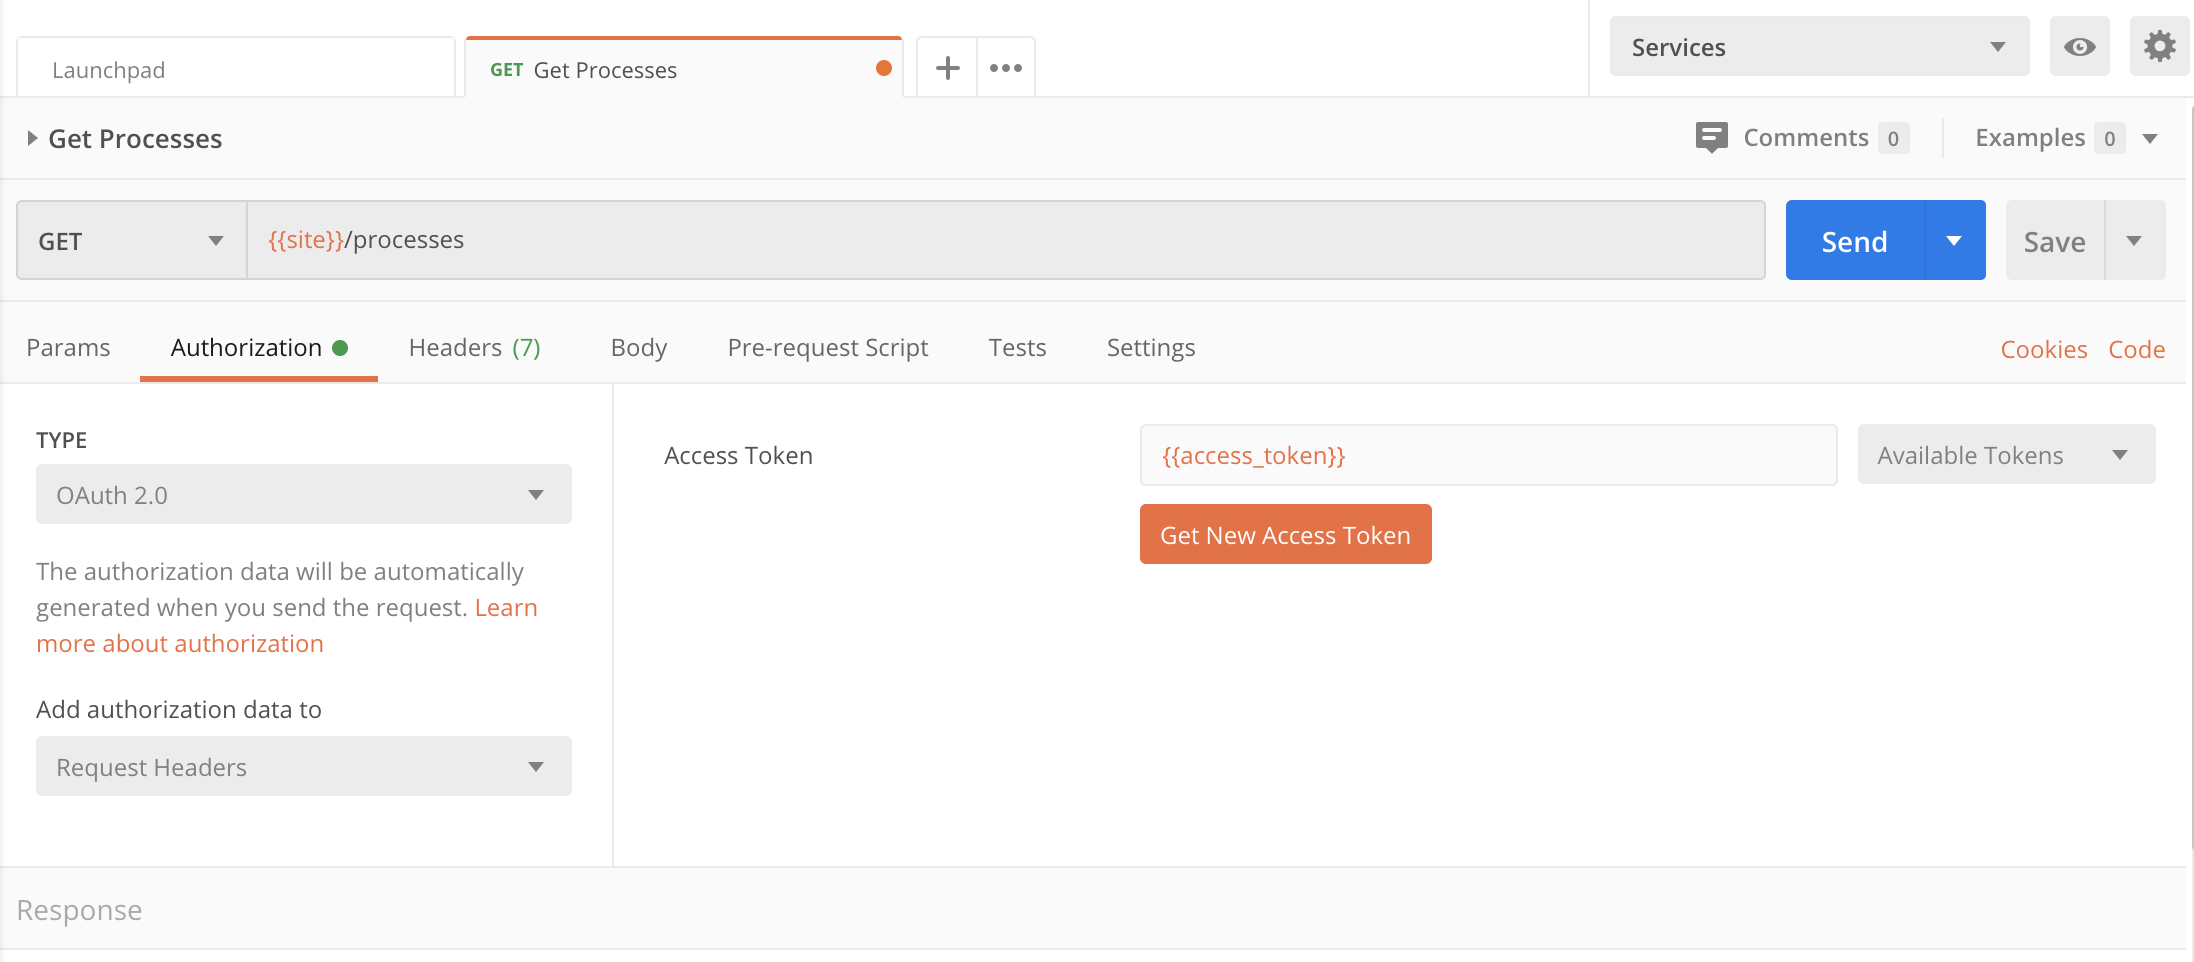 Launchpad
GET Get Processes
Services
Get Processes
Comments 0
Examples 0
GET
{{site}}/processes
Send
Save
Params
Authorization
Headers (7)
Body
Pre-request Script
Tests
Settings
Cookies
Code
TYPE
OAuth 2.0
The authorization data will be automatically
generated when you send the request. Learn
more about authorization
Add authorization data to
Request Headers
Access Token
{{access_token}}
Available Tokens
Get New Access Token
Response